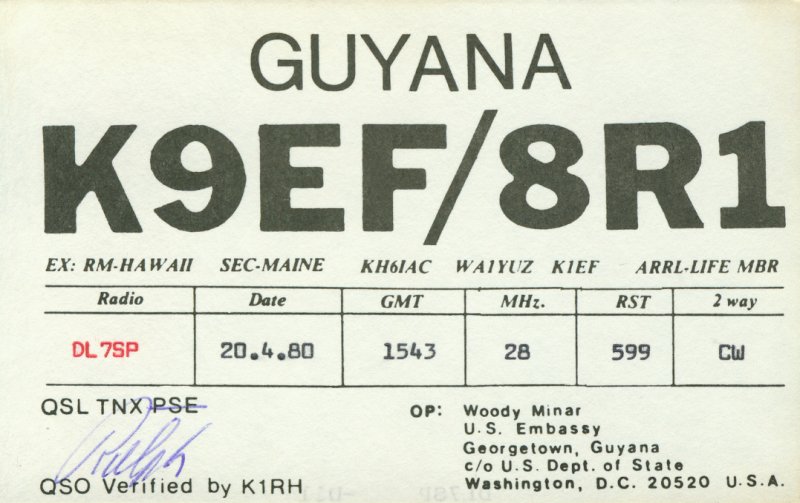 GUYANA
K9EF/8R1
EX: RM-HAWAII SEC-MAINE KH6IAC WA1YUZ K1EF ARRL-LIFE MBR
Radio Date GMT MHz. RST 2 way
DL7SP 20.4.80 1543 28 599 CW
QSL TNX PSE
Ralph
QSO Verified by K1RH
OP: Woody Minar
U.S. Embassy
Georgetown, Guyana
c/o U.S. Dept. of State
Washington, D.C. 20520 U.S.A.